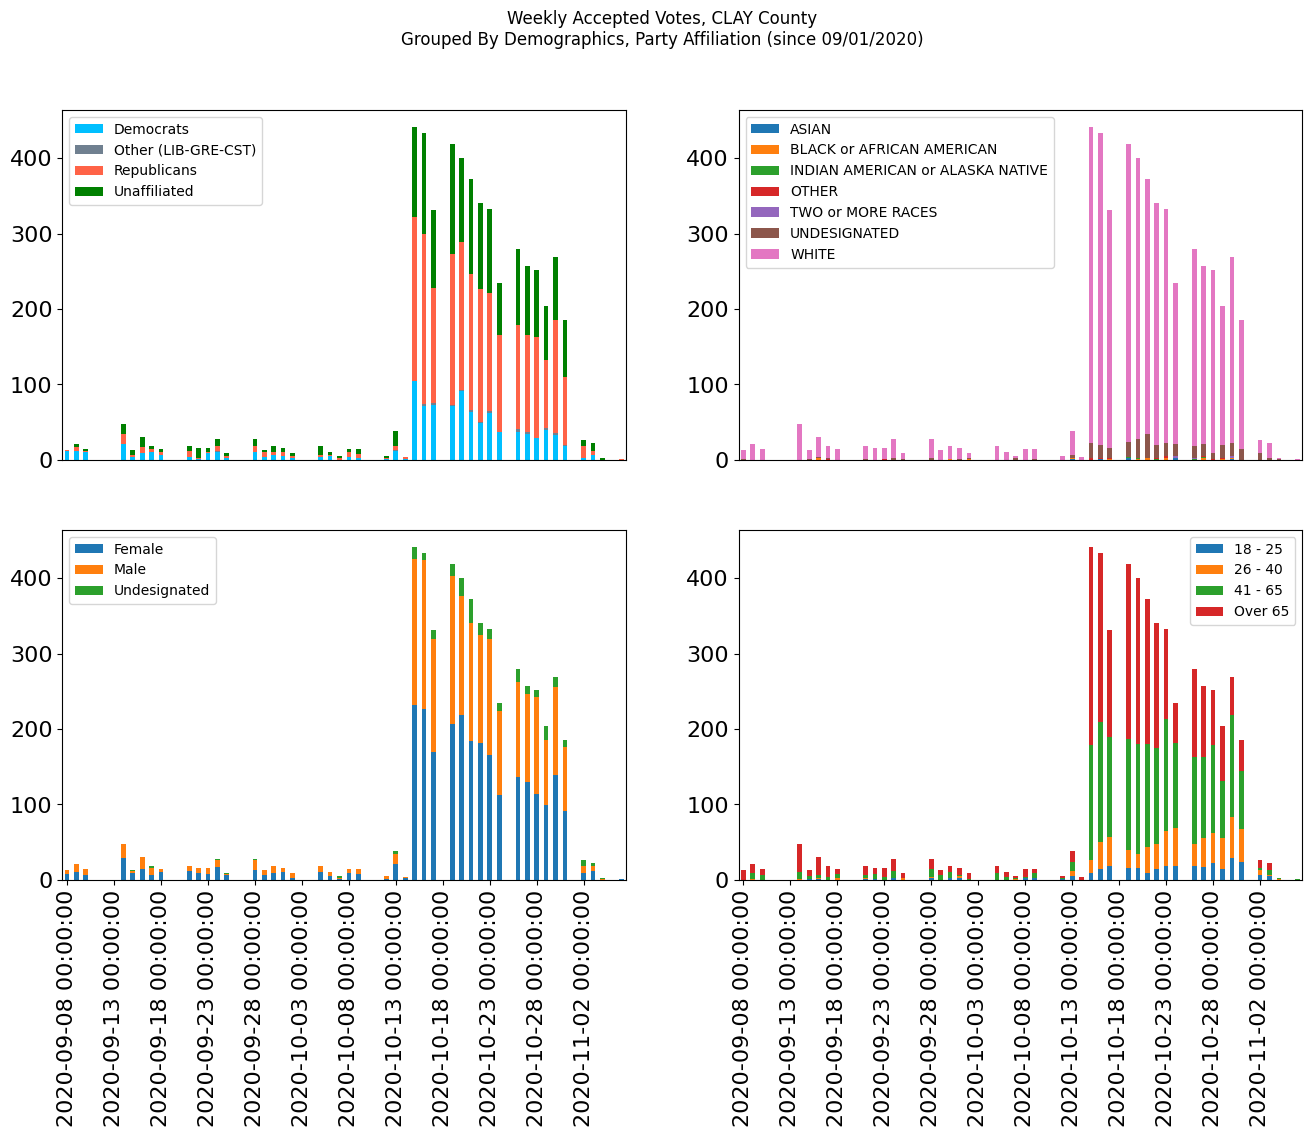 Weekly Accepted Votes, CLAY County
Grouped By Demographics, Party Affiliation (since 09/01/2020)
Democrats
Other (LIB-GRE-CST)
Republicans
Unaffiliated
400
300
200
100
0
ASIAN
BLACK or AFRICAN AMERICAN
INDIAN AMERICAN or ALASKA NATIVE
OTHER
TWO or MORE RACES
UNDESIGNATED
WHITE
400
300
200
100
0
Female
Male
Undesignated
400
300
200
100
0
2020-09-08 00:00:00
2020-09-13 00:00:00
2020-09-18 00:00:00
2020-09-23 00:00:00
2020-09-28 00:00:00
2020-10-03 00:00:00
2020-10-08 00:00:00
2020-10-13 00:00:00
2020-10-18 00:00:00
2020-10-23 00:00:00
2020-10-28 00:00:00
2020-11-02 00:00:00
18 - 25
26 - 40
41 - 65
Over 65
400
300
200
100
0
2020-09-08 00:00:00
2020-09-13 00:00:00
2020-09-18 00:00:00
2020-09-23 00:00:00
2020-09-28 00:00:00
2020-10-03 00:00:00
2020-10-08 00:00:00
2020-10-13 00:00:00
2020-10-18 00:00:00
2020-10-23 00:00:00
2020-10-28 00:00:00
2020-11-02 00:00:00